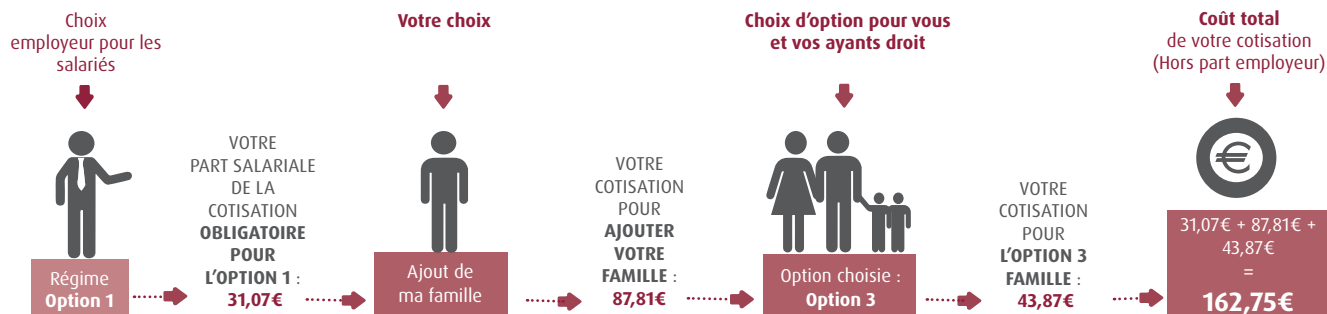 Choix
employeur pour les
salariés
Régime
Option 1
VOTRE
PART SALARIALE
DE LA
COTISATION
OBLIGATOIRE
POUR
L'OPTION 1 :
31,07€
Votre choix
Ajout de
ma famille
VOTRE
COTISATION
POUR
AJOUTER
VOTRE
FAMILLE :
87,81€
Choix d'option pour vous
et vos ayants droit
Option choisie :
Option 3
VOTRE
COTISATION
POUR
L'OPTION 3
FAMILLE :
43,87€
Coût total
de votre cotisation
(Hors part employeur)
€
31,07€ + 87,81€ +
43,87€
=
162,75€